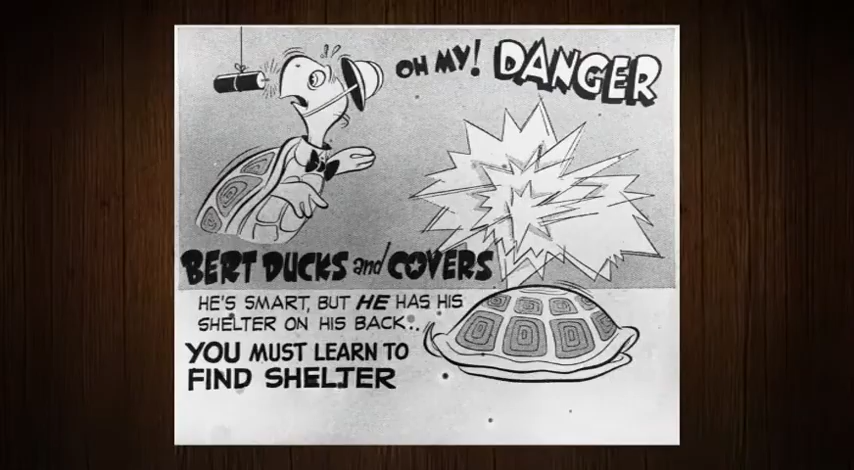 OH MY! DANGER
BERT DUCKS and COVERS
HE'S SMART, BUT HE HAS HIS
SHELTER ON HIS BACK..
YOU MUST LEARN TO
FIND SHELTER